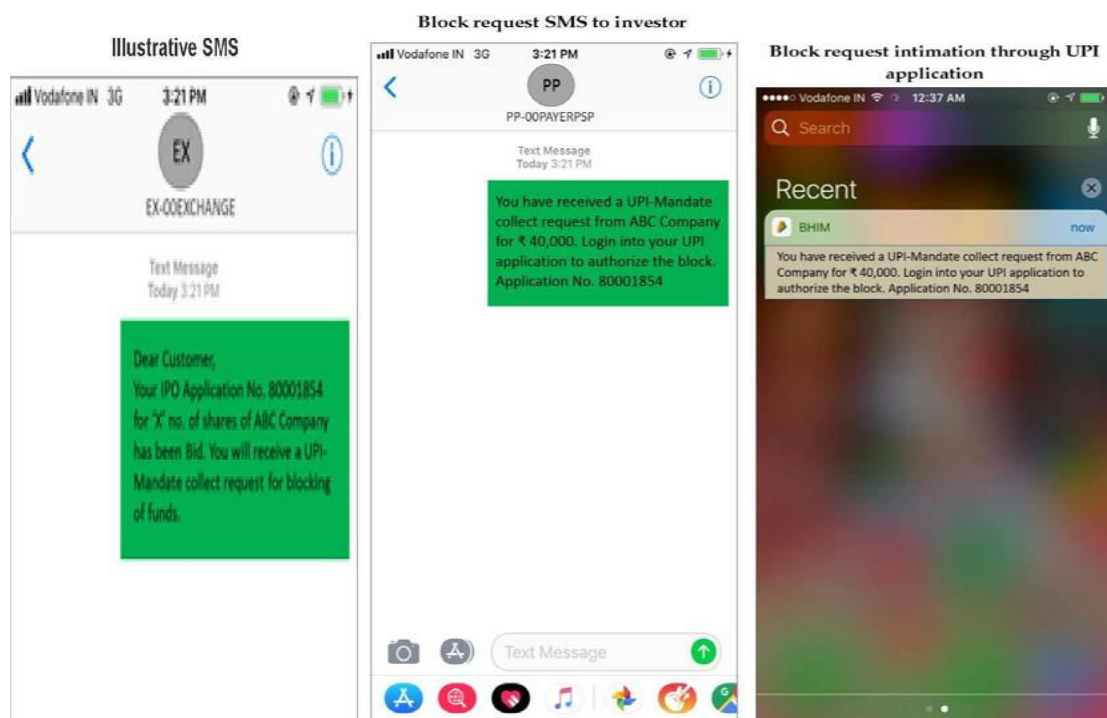 Illustrative SMS
Vodafone IN 3G 3:21 PM
EX
EX-00EXCHANGE
Text Message
Today 3:21 PM
Dear Customer,
Your IPO Application No. 80001854
for "X" no. of shares of ABC Company
has been Bid. You will receive a UPI-
Mandate collect request for blocking
of funds.
Block request SMS to investor
Vodafone IN 3G 3:21 PM
PP
PP-00PAYERPSP
Text Message
Today 3:21 PM
You have received a UPI-Mandate
collect request from ABC Company
for ₹ 40,000. Login into your UPI
application to authorize the block.
Application No. 80001854
Text Message
Block request intimation through UPI
application
Vodafone IN 12:37 AM
Search
Recent
BHIM now
You have received a UPI-Mandate collect request from ABC
Company for ₹ 40,000. Login into your UPI application to
authorize the block. Application No. 80001854